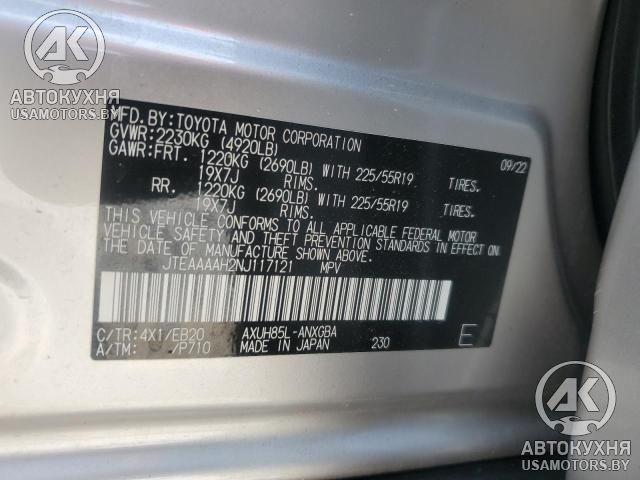 AK
АВТОКУХНЯ
USAMOTORS.BY
MFD.BY:TOYOTA MOTOR CORPORATION 09/22
GVWR:2230KG (4920LB)
GAWR:FRT. 1220KG (2690LB) WITH 225/55R19 TIRES.
19X7J RIMS.
RR. 1220KG (2690LB) WITH 225/55R19 TIRES.
19X7J RIMS.
THIS VEHICLE CONFORMS TO ALL APPLICABLE FEDERAL MOTOR
VEHICLE SAFETY AND THEFT PREVENTION STANDARDS IN EFFECT ON
THE DATE OF MANUFACTURE SHOWN ABOVE.
JTEAAAAH2NJ117121 MPV
C/TR:4X1/EB20 AXUH85L-ANXGBA
A/TM: /P710 MADE IN JAPAN 230 E
AK
АВТОКУХНЯ
USAMOTORS.BY